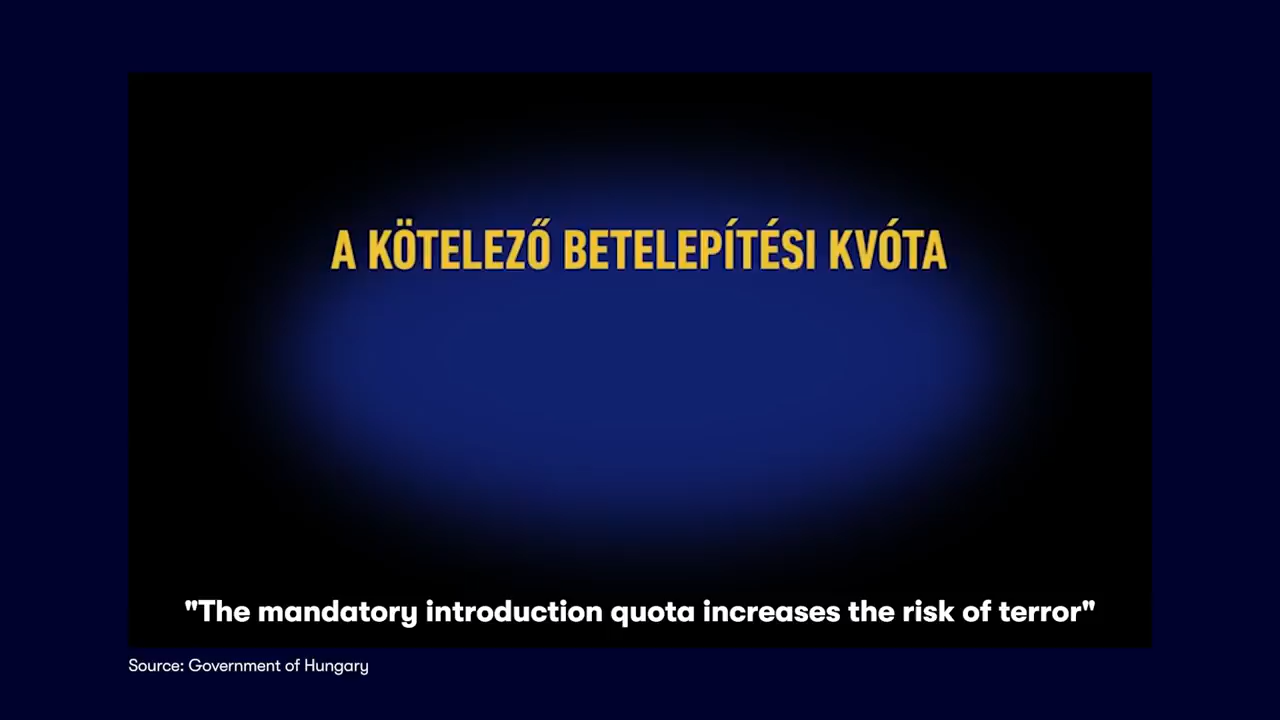 A KÖTELEZŐ BETELEPÍTÉSI KVÓTA
"The mandatory introduction quota increases the risk of terror"
Source: Government of Hungary